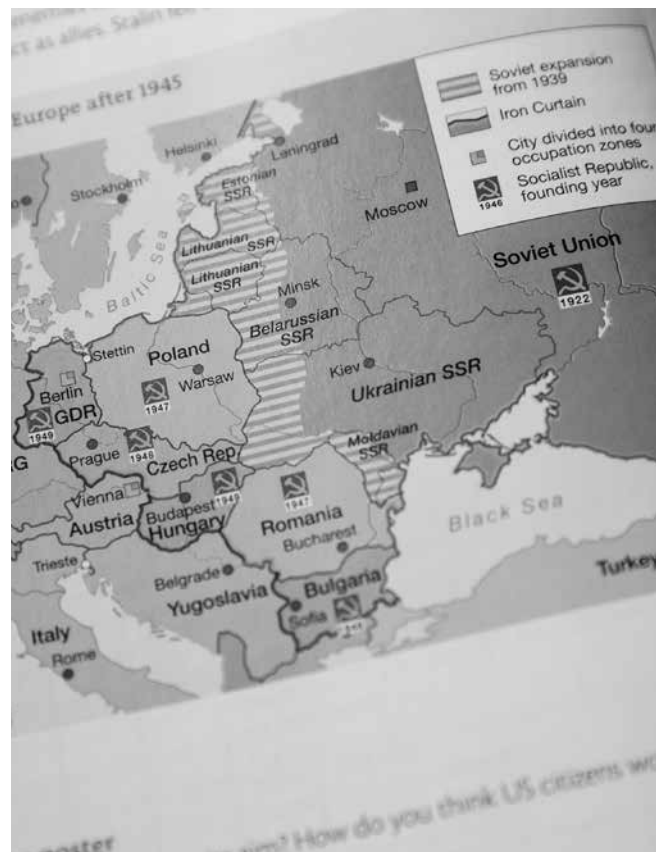 ct as allies. Stalin
Europe after 1945
Soviet expansion
from 1939
Iron Curtain
City divided into four
occupation zones
Socialist Republic,
founding year
1946
Helsinki
Leningrad
Stockholm
Estonian
SSR
Moscow
Baltic Sea
Lithuanian SSR
Lithuanian
SSR
Soviet Union
1922
Minsk
Belarussian
SSR
Stettin
Poland
Warsaw
1947
Berlin
GDR
1949
Kiev
Ukrainian SSR
Prague
1948
Czech Rep.
Moldavian
SSR
Vienna
Austria
Budapest
Hungary
1949
1947
Romania
Bucharest
Black Sea
Trieste
Belgrade
Yugoslavia
Bulgaria
Sofia
Turkey
Italy
Rome
How do you think US citizens